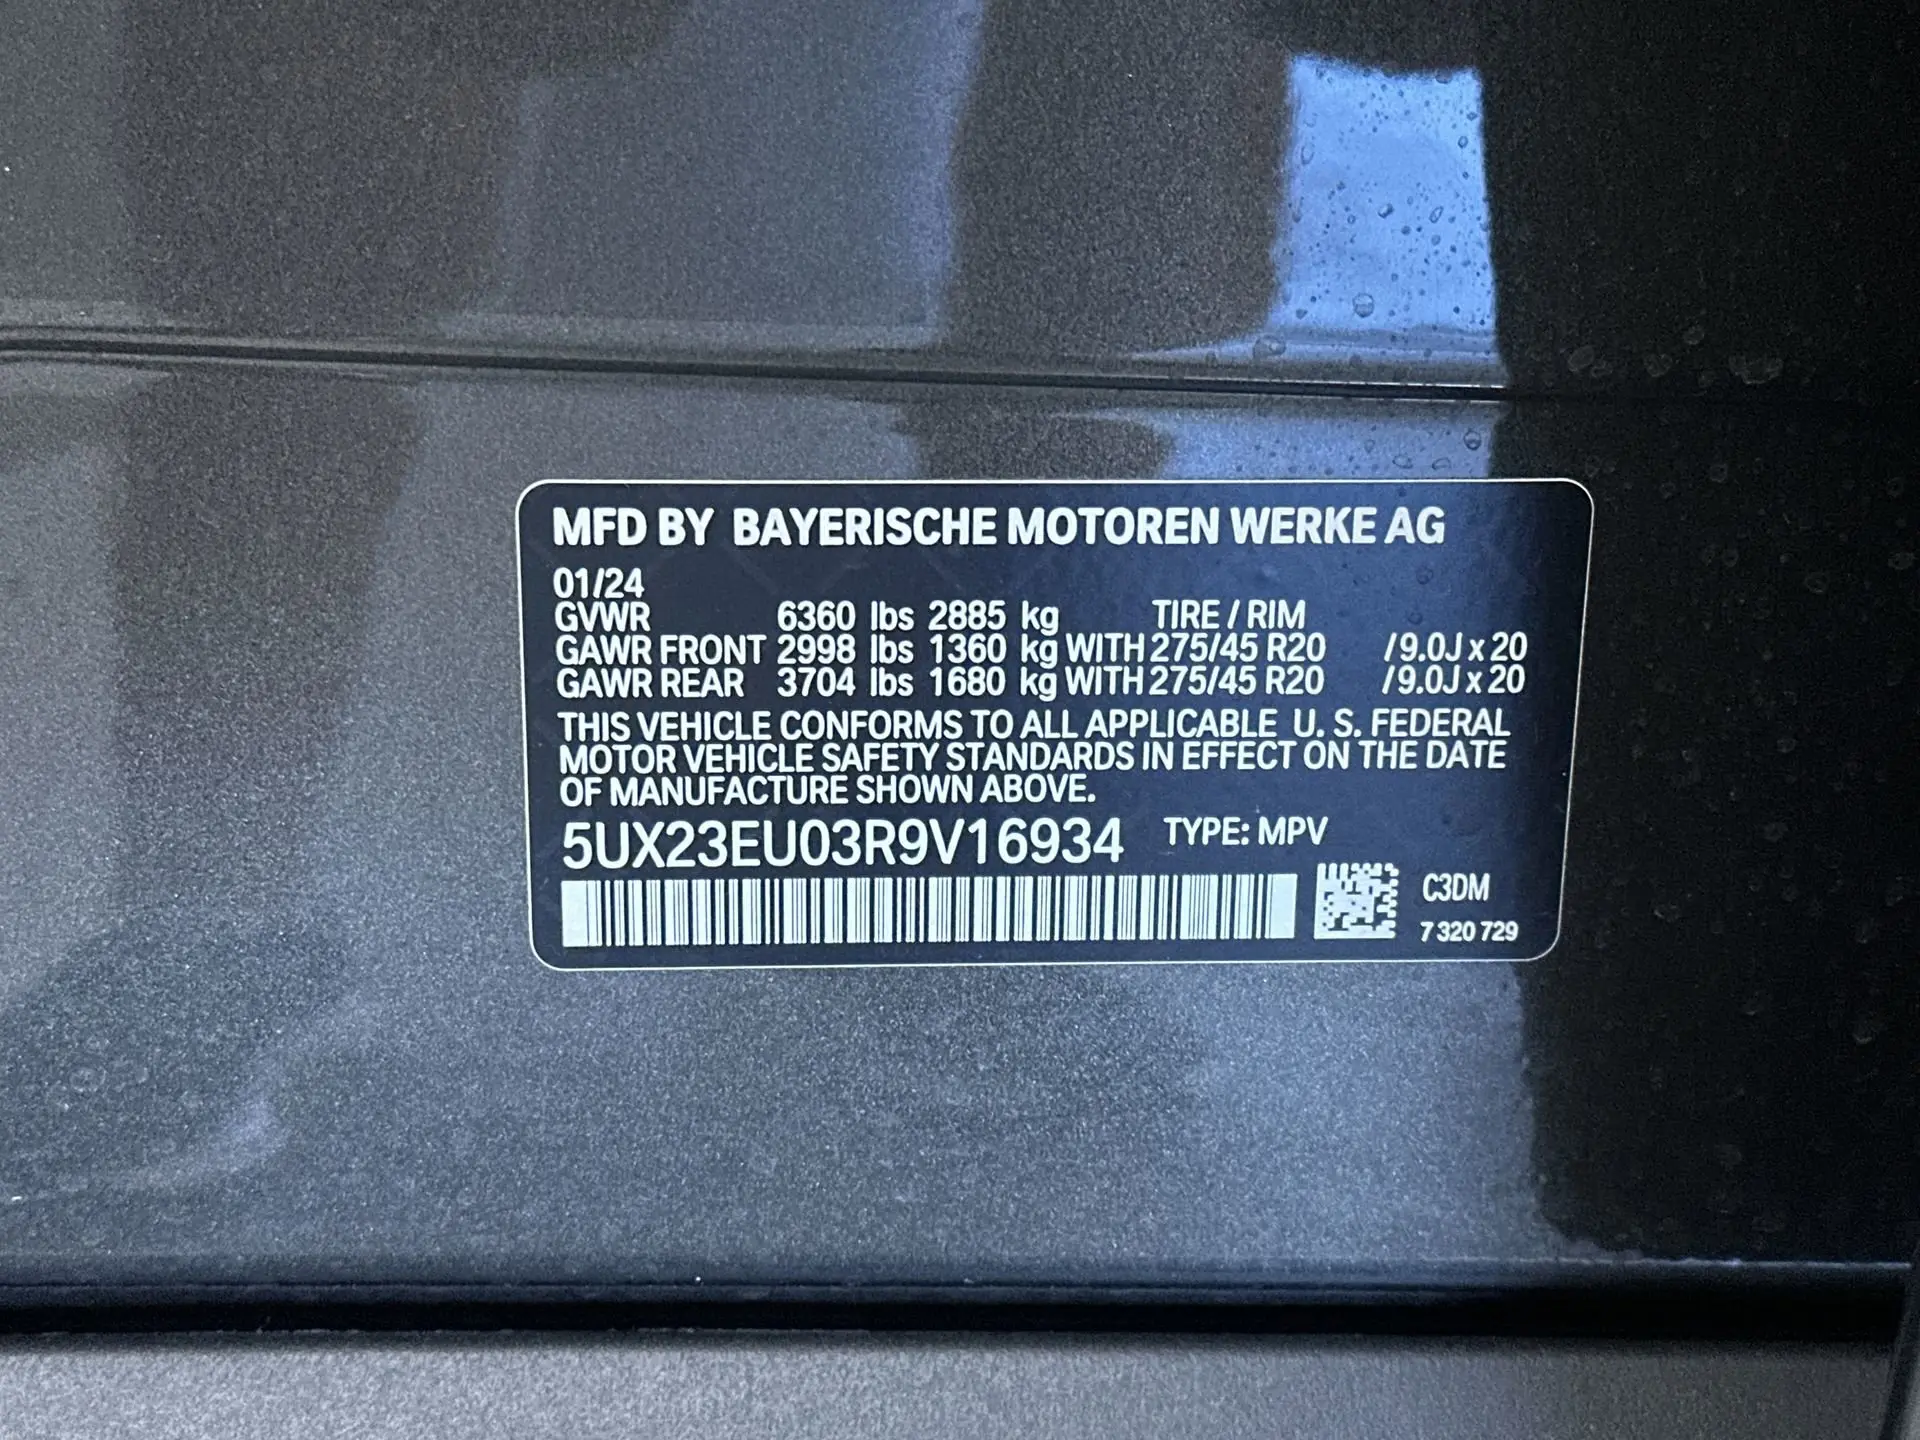 MFD BY BAYERISCHE MOTOREN WERKE AG
01/24
GVWR 6360 lbs 2885 kg TIRE / RIM
GAWR FRONT 2998 lbs 1360 kg WITH 275/45 R20 /9.0J x 20
GAWR REAR 3704 lbs 1680 kg WITH 275/45 R20 /9.0J x 20
THIS VEHICLE CONFORMS TO ALL APPLICABLE U. S. FEDERAL
MOTOR VEHICLE SAFETY STANDARDS IN EFFECT ON THE DATE
OF MANUFACTURE SHOWN ABOVE.
5UX23EU03R9V16934 TYPE: MPV
C3DM
7 320 729